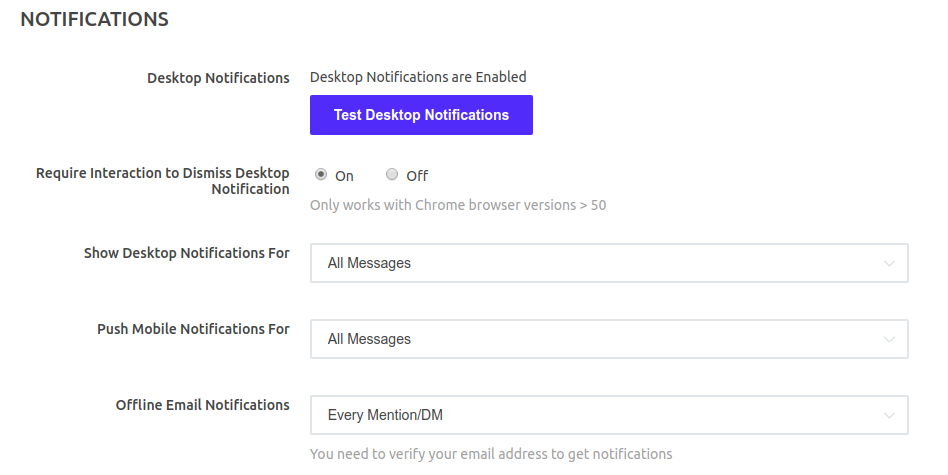 NOTIFICATIONS
Desktop Notifications
Desktop Notifications are Enabled
Test Desktop Notifications
Require Interaction to Dismiss Desktop
Notification
On
Off
Only works with Chrome browser versions > 50
Show Desktop Notifications For
All Messages
Push Mobile Notifications For
All Messages
Offline Email Notifications
Every Mention/DM
You need to verify your email address to get notifications